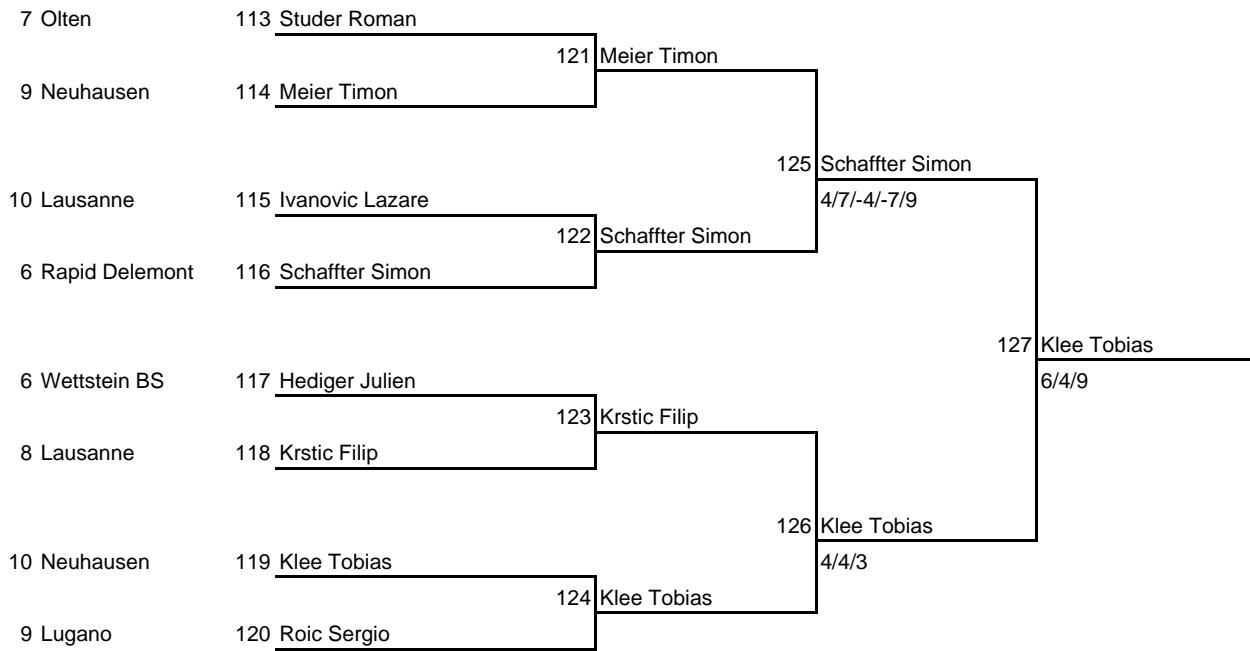 7 Olten 113 Studer Roman
121 Meier Timon
9 Neuhausen 114 Meier Timon
125 Schaffter Simon
10 Lausanne 115 Ivanovic Lazare 4/7/-4/-7/9
122 Schaffter Simon
6 Rapid Delemont 116 Schaffter Simon
127 Klee Tobias
6 Wettstein BS 117 Hediger Julien 6/4/9
123 Krstic Filip
8 Lausanne 118 Krstic Filip
126 Klee Tobias
10 Neuhausen 119 Klee Tobias 4/4/3
124 Klee Tobias
9 Lugano 120 Roic Sergio